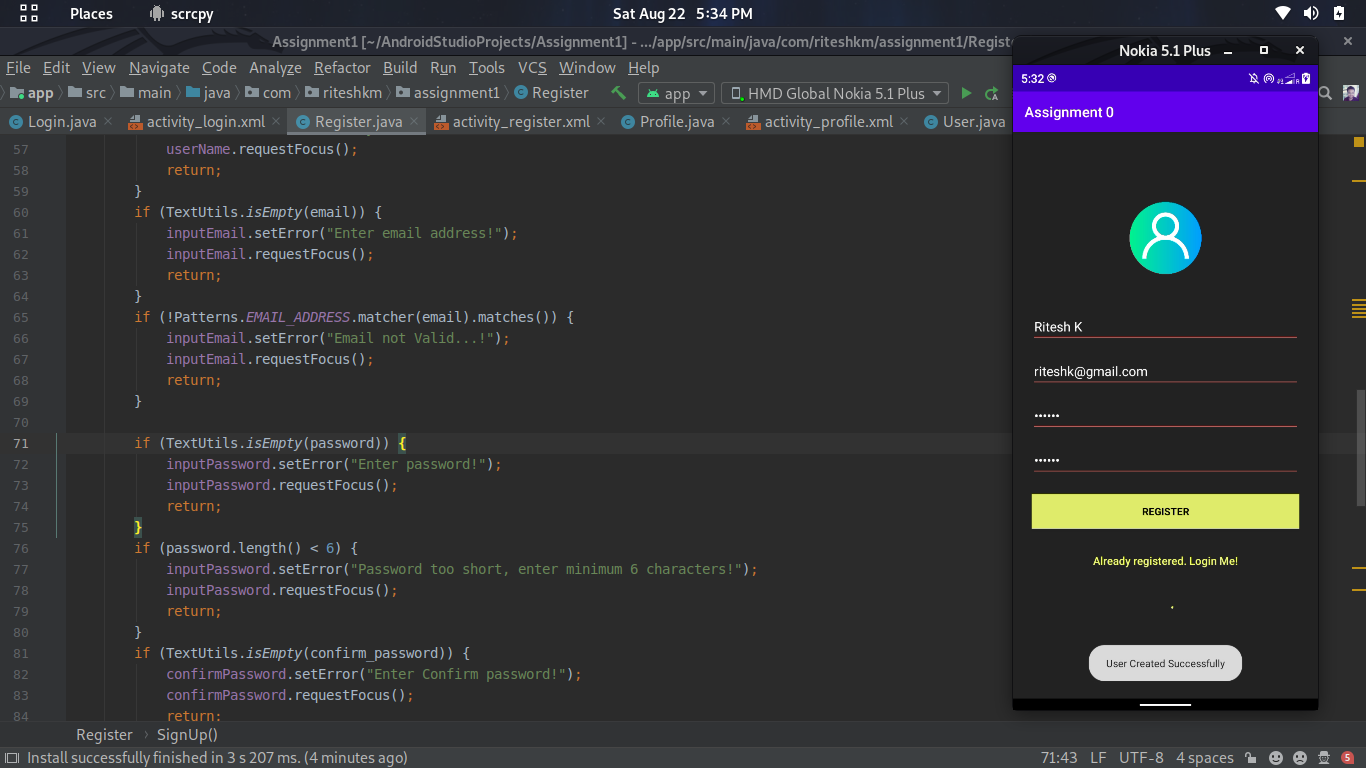 Places scrcpy Sat Aug 22 5:34 PM
Assignment1 [~/AndroidStudioProjects/Assignment1] - .../app/src/main/java/com/riteshkm/assignment1/Regist
File Edit View Navigate Code Analyze Refactor Build Run Tools VCS Window Help
app src main java com riteshkm assignment1 Register app HMD Global Nokia 5.1 Plus
Login.java activity_login.xml Register.java activity_register.xml Profile.java activity_profile.xml User.java
57 userName.requestFocus();
58 return;
59 }
60 if (TextUtils.isEmpty(email)) {
61 inputEmail.setError("Enter email address!");
62 inputEmail.requestFocus();
63 return;
64 }
65 if (!Patterns.EMAIL_ADDRESS.matcher(email).matches()) {
66 inputEmail.setError("Email not Valid...!");
67 inputEmail.requestFocus();
68 return;
69 }
70
71 if (TextUtils.isEmpty(password)) {
72 inputPassword.setError("Enter password!");
73 inputPassword.requestFocus();
74 return;
75 }
76 if (password.length() < 6) {
77 inputPassword.setError("Password too short, enter minimum 6 characters!");
78 inputPassword.requestFocus();
79 return;
80 }
81 if (TextUtils.isEmpty(confirm_password)) {
82 confirmPassword.setError("Enter Confirm password!");
83 confirmPassword.requestFocus();
84 return;
Register › SignUp()
Install successfully finished in 3 s 207 ms. (4 minutes ago) 71:43 LF UTF-8 4 spaces 5
Nokia 5.1 Plus
5:32
Assignment 0
Ritesh K
riteshk@gmail.com
••••••
••••••
REGISTER
Already registered. Login Me!
User Created Successfully